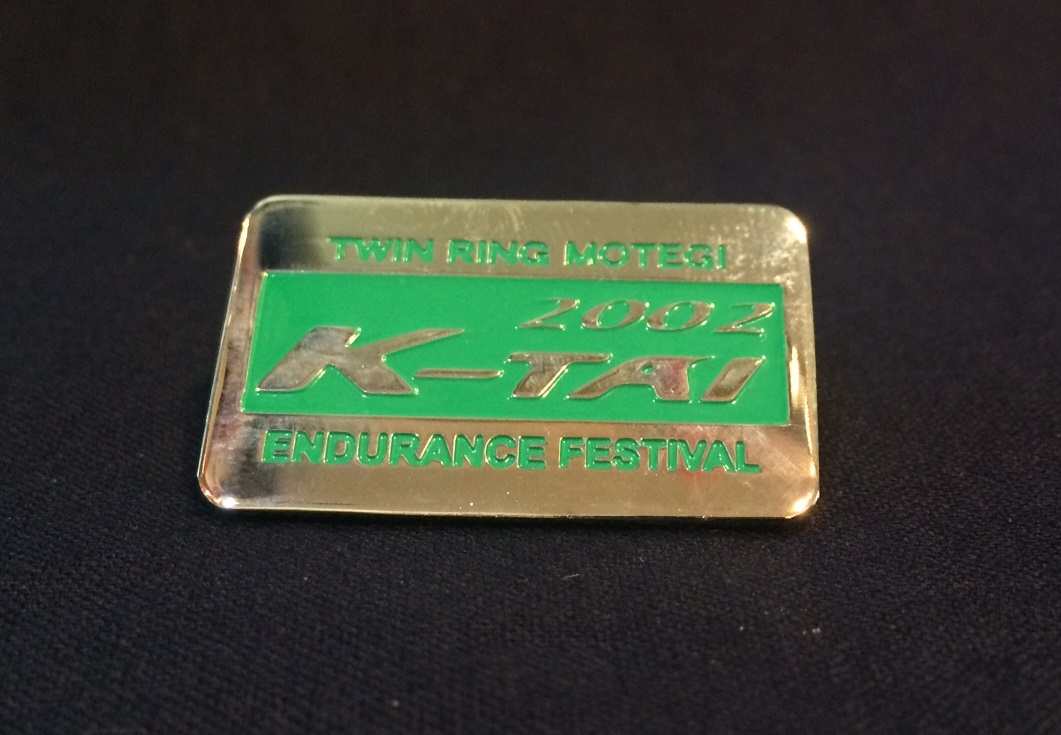 TWIN RING MOTEGI
2002
K-TAI
ENDURANCE FESTIVAL